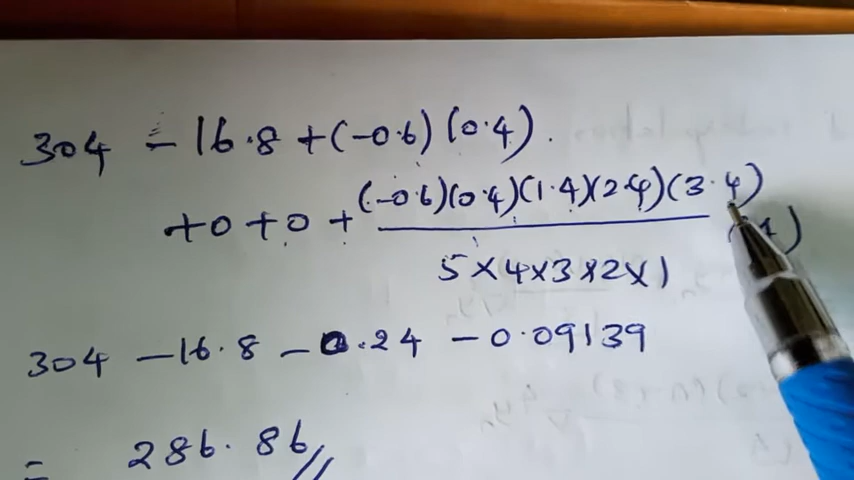 304 - 16.8 + (-0.6) (0.4).
+0 +0 + (-0.6)(0.4)(1.4)(2.4)(3.4)
5×4×3×2×1
304 - 16.8 - 0.24 - 0.09139
= 286.86//